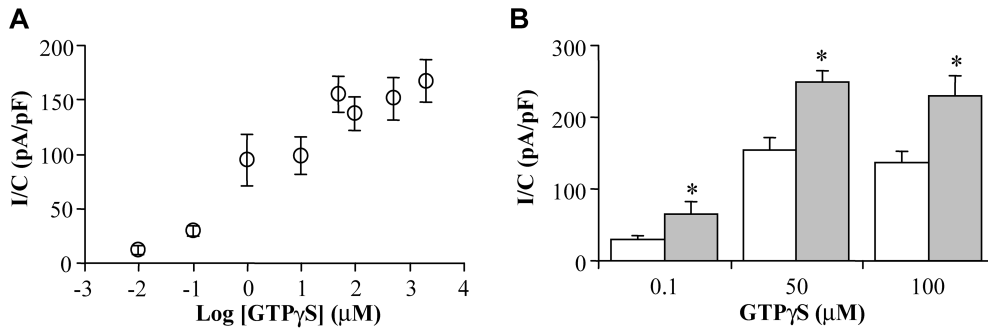 A
I/C (pA/pF)
200
150
100
50
0
-3 -2 -1 0 1 2 3 4
Log [GTPγS] (μM)
B
I/C (pA/pF)
300
200
100
0
* * *
0.1 50 100
GTPγS (μM)